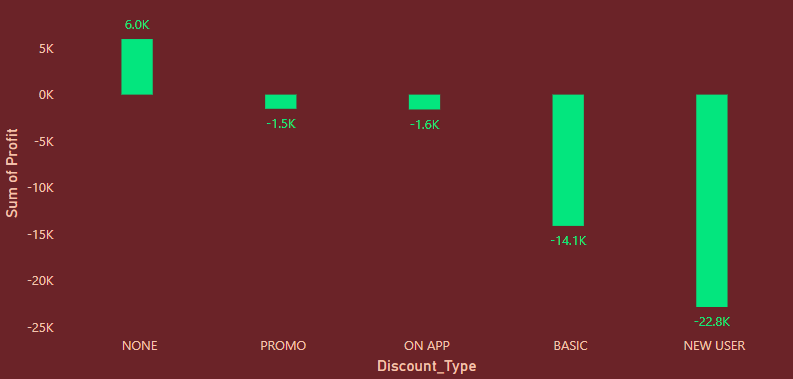 6.0K
5K
0K
-5K
-1.5K
-1.6K
-10K
-15K
-14.1K
-20K
-25K
-22.8K
Sum of Profit
NONE PROMO ON APP BASIC NEW USER
Discount_Type